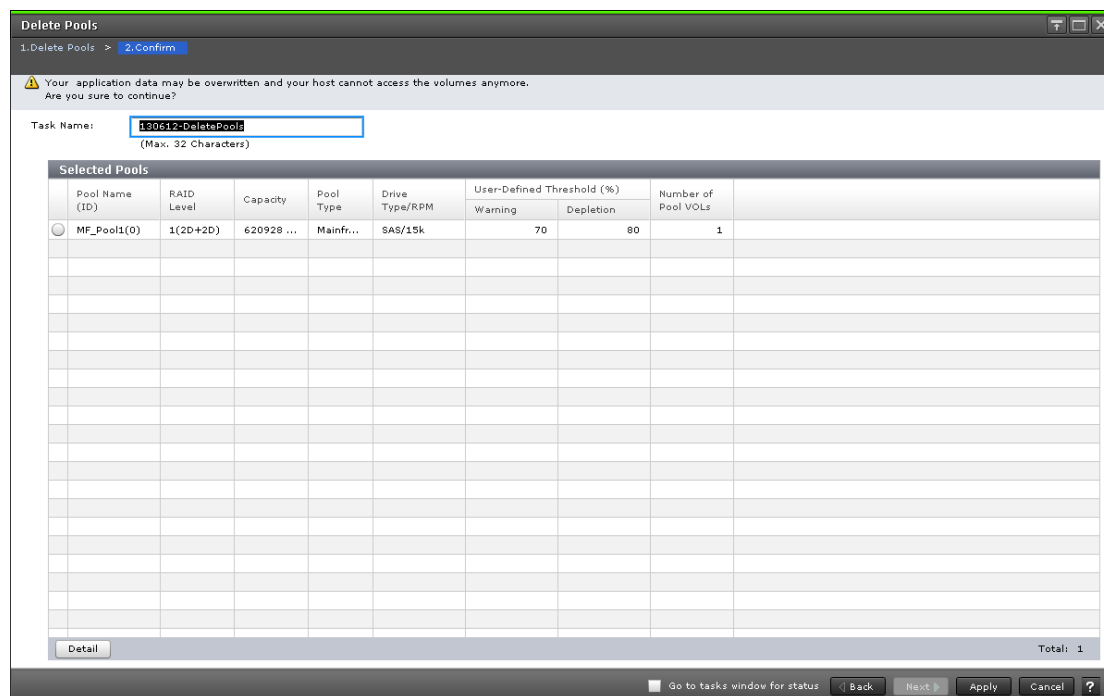 Delete Pools
1.Delete Pools > 2.Confirm
Your application data may be overwritten and your host cannot access the volumes anymore.
Are you sure to continue?
Task Name: 130612-DeletePools
(Max. 32 Characters)
Selected Pools
Pool Name (ID) RAID Level Capacity Pool Type Drive Type/RPM User-Defined Threshold (%) Warning Depletion Number of Pool VOLs
MF_Pool1(0) 1(2D+2D) 620928 ... Mainfr... SAS/15k 70 80 1
Detail Total: 1
Go to tasks window for status Back Next Apply Cancel ?